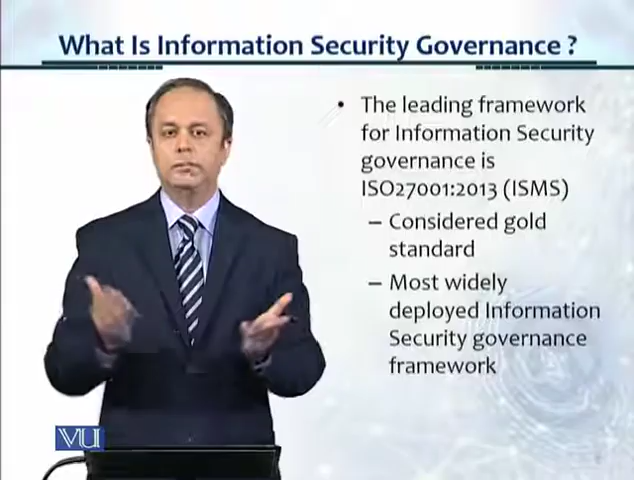 What Is Information Security Governance ?
• The leading framework
for Information Security
governance is
ISO27001:2013 (ISMS)
– Considered gold
standard
– Most widely
deployed Information
Security governance
framework
VU